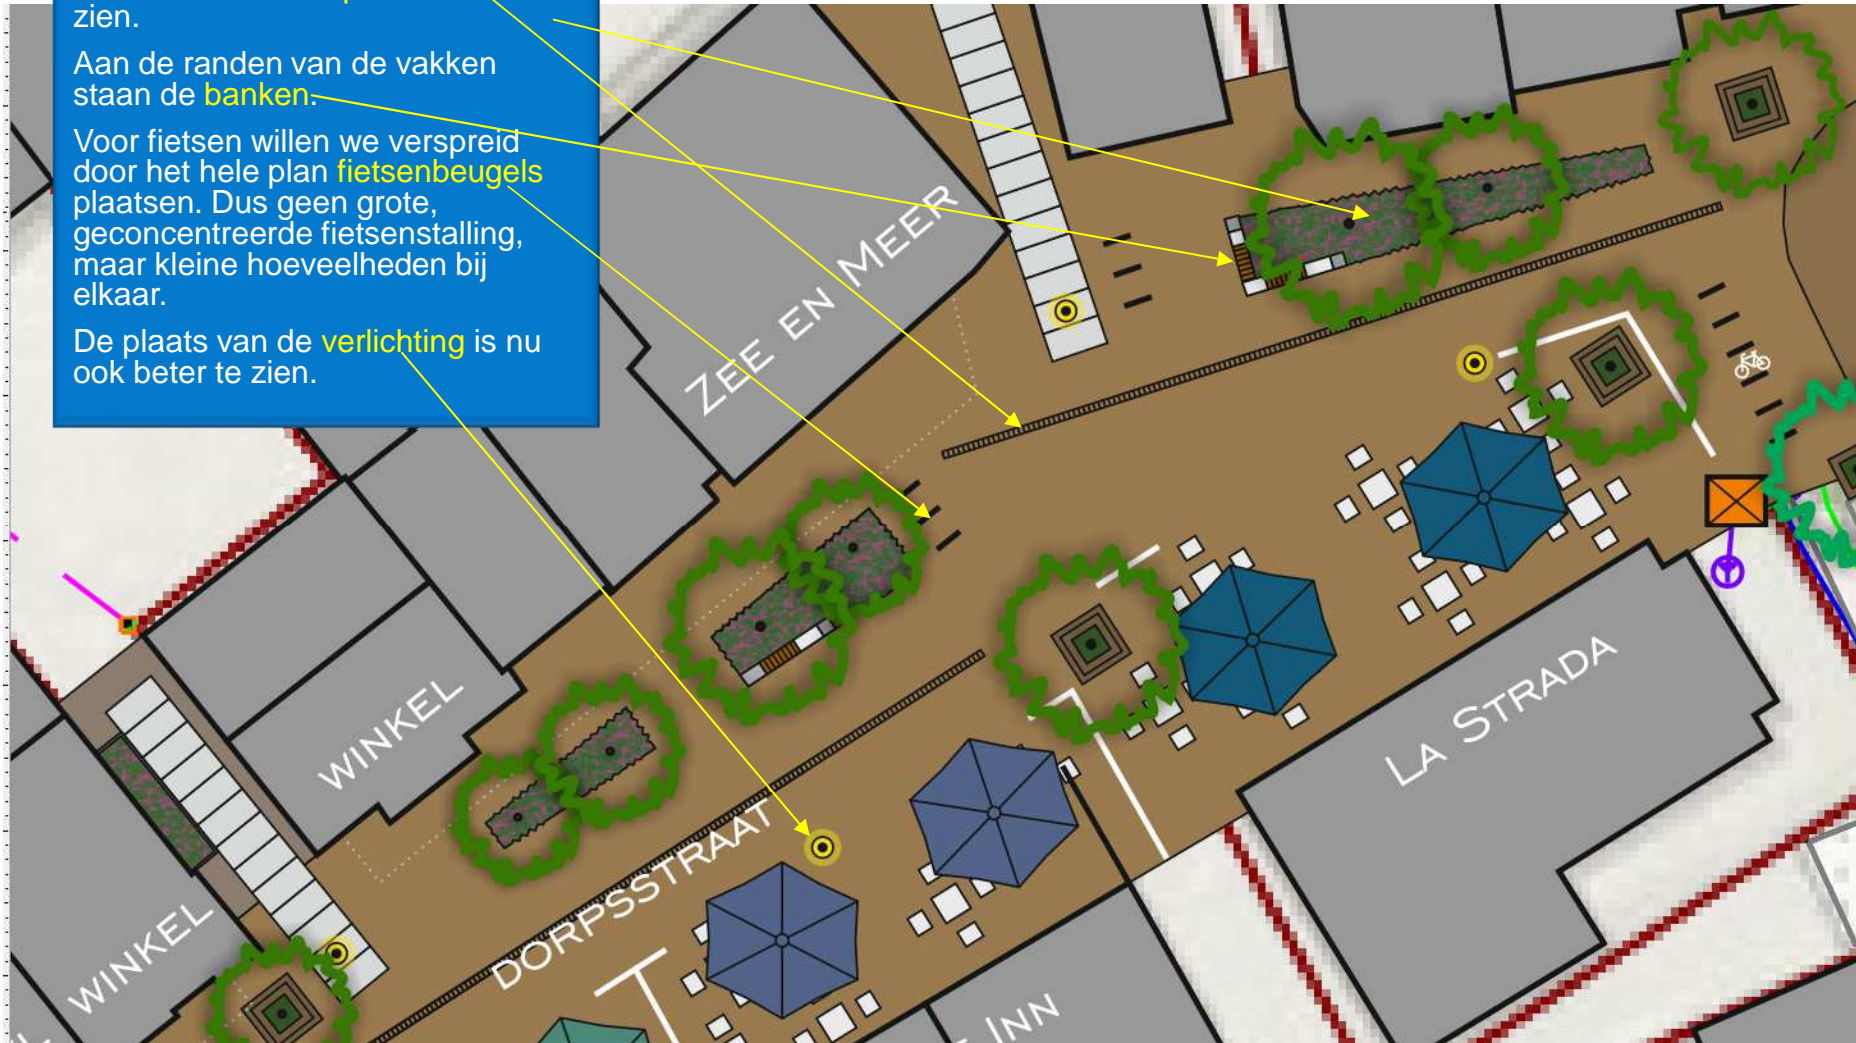 zien.
Aan de randen van de vakken
staan de banken.
Voor fietsen willen we verspreid
door het hele plan fietsenbeugels
plaatsen. Dus geen grote,
geconcentreerde fietsenstalling,
maar kleine hoeveelheden bij
elkaar.
De plaats van de verlichting is nu
ook beter te zien.
ZEE EN MEER
WINKEL
WINKEL
DORPSSTRAAT
LA STRADA
INN